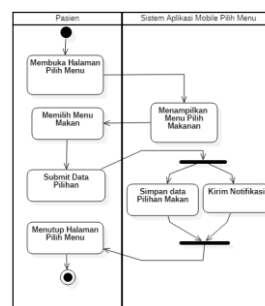 Pasien
Sistem Aplikasi Mobile Pilih Menu
Membuka Halaman
Pilih Menu
Memilih Menu
Makan
Menampilkan
Menu Pilih
Makanan
Submit Data
Pilihan
Simpan data
Pilihan Makan
Kirim Notifikasi
Menutup Halaman
Pilih Menu